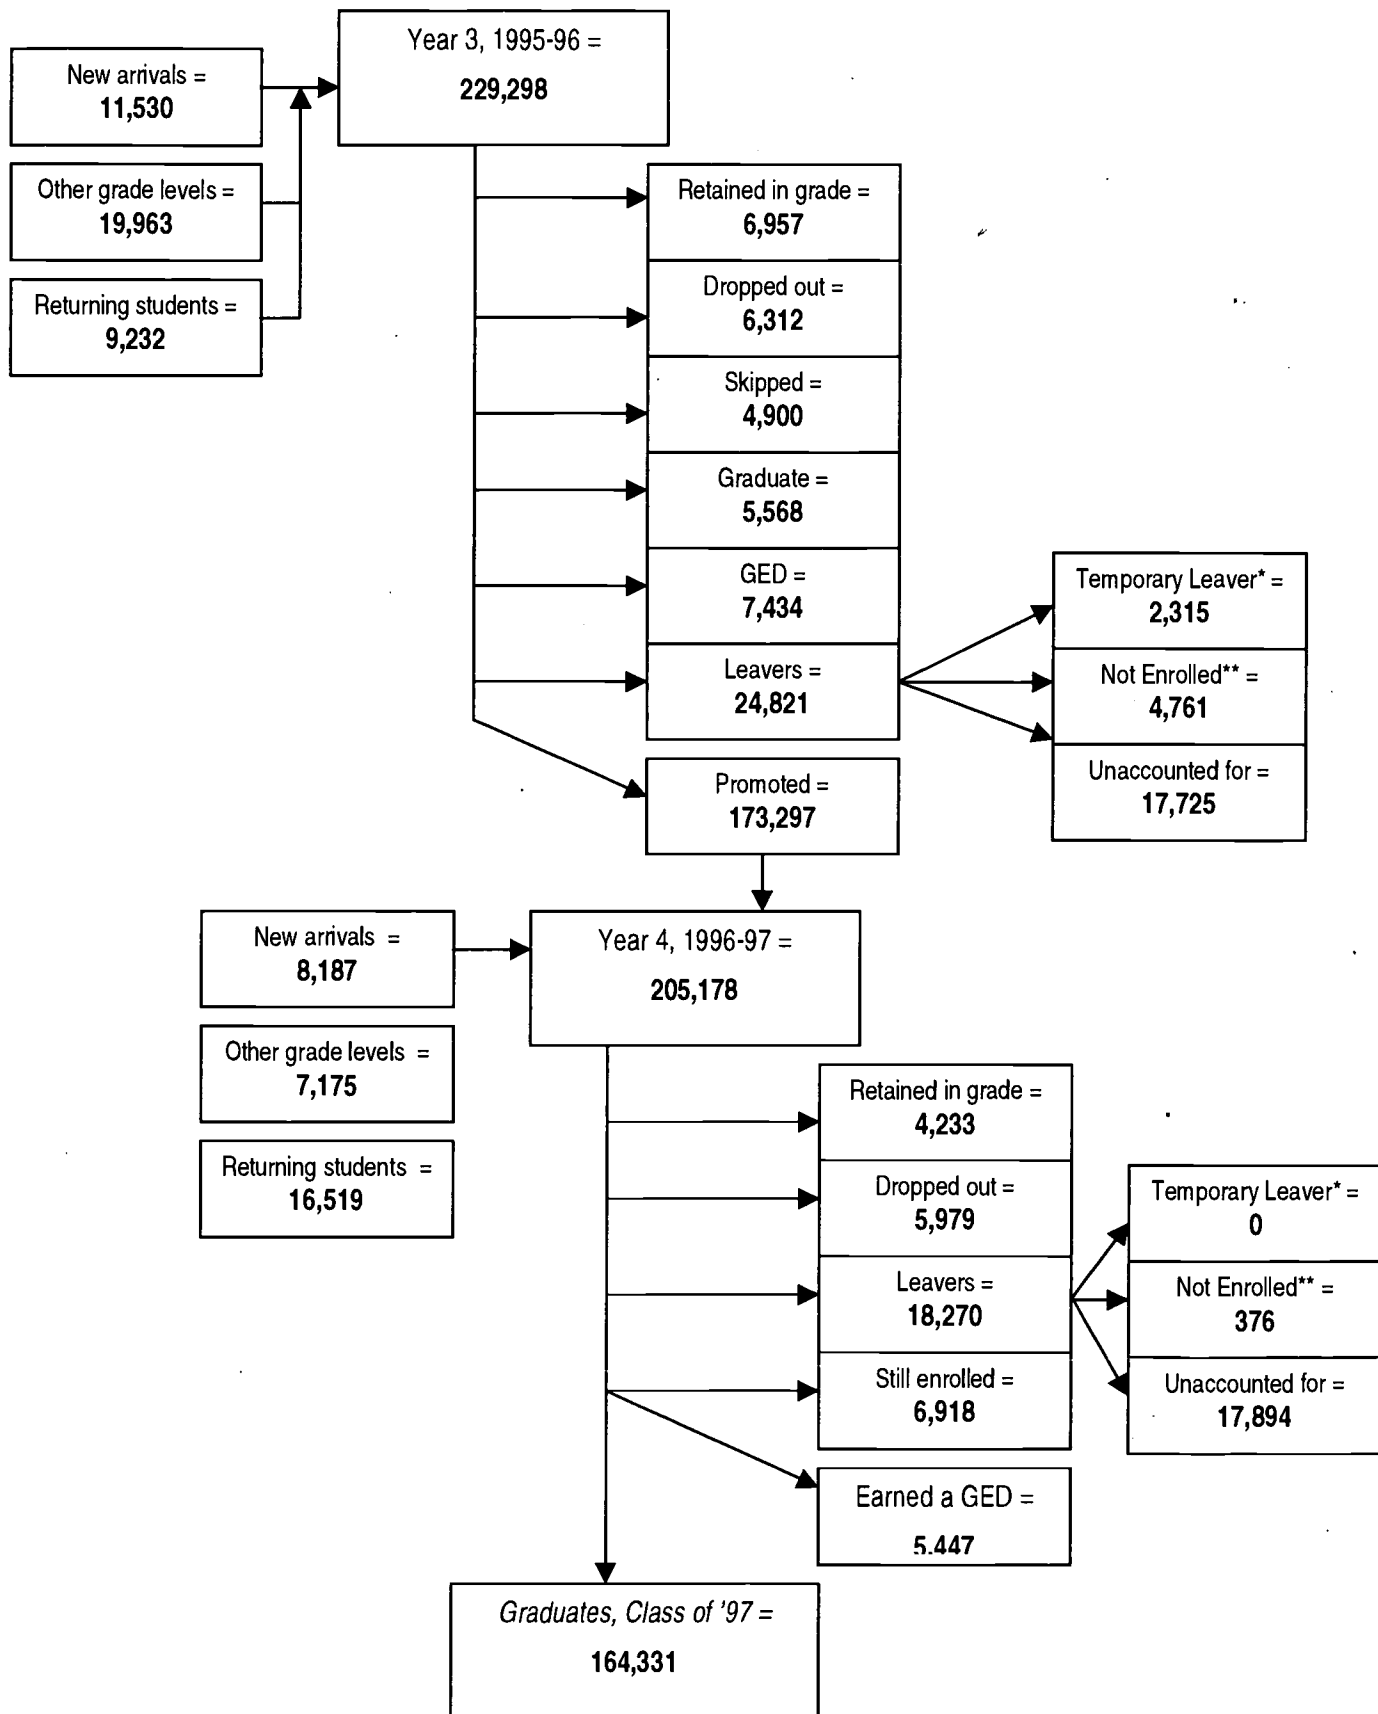 Year 3, 1995-96 =
229,298
New arrivals =
11,530
Other grade levels =
19,963
Returning students =
9,232
Retained in grade =
6,957
Dropped out =
6,312
Skipped =
4,900
Graduate =
5,568
GED =
7,434
Leavers =
24,821
Temporary Leaver* =
2,315
Not Enrolled** =
4,761
Unaccounted for =
17,725
Promoted =
173,297
New arrivals =
8,187
Other grade levels =
7,175
Returning students =
16,519
Year 4, 1996-97 =
205,178
Retained in grade =
4,233
Dropped out =
5,979
Leavers =
18,270
Still enrolled =
6,918
Temporary Leaver* =
0
Not Enrolled** =
376
Unaccounted for =
17,894
Earned a GED =
5.447
Graduates, Class of '97 =
164,331